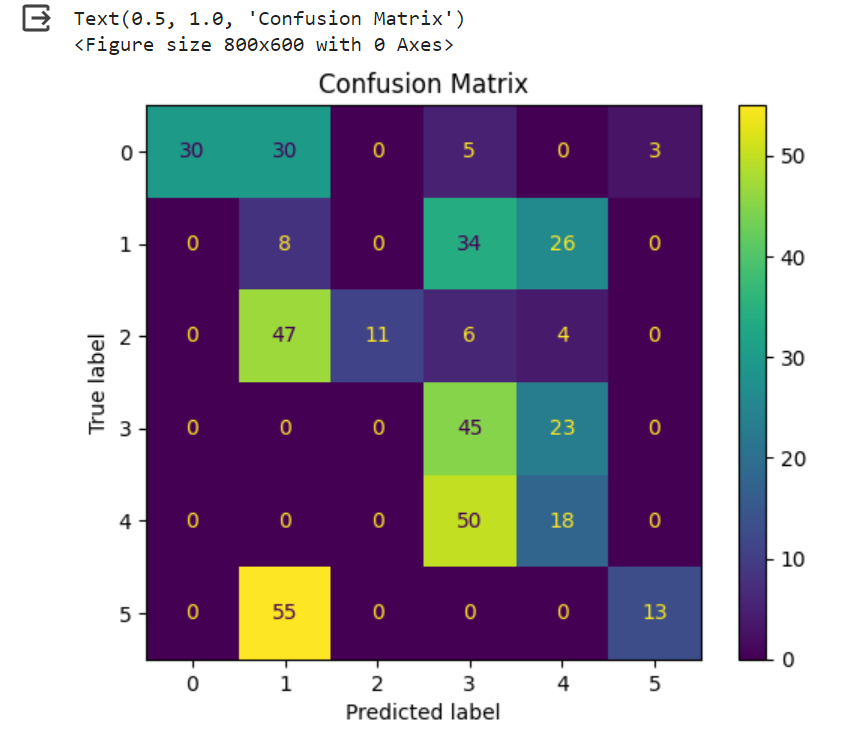 Text(0.5, 1.0, 'Confusion Matrix')
<Figure size 800x600 with 0 Axes>
Confusion Matrix
0 30 30 0 5 0 3
1 0 8 0 34 26 0
2 0 47 11 6 4 0
3 0 0 0 45 23 0
4 0 0 0 50 18 0
5 0 55 0 0 0 13
0 1 2 3 4 5
Predicted label
True label
50
40
30
20
10
0